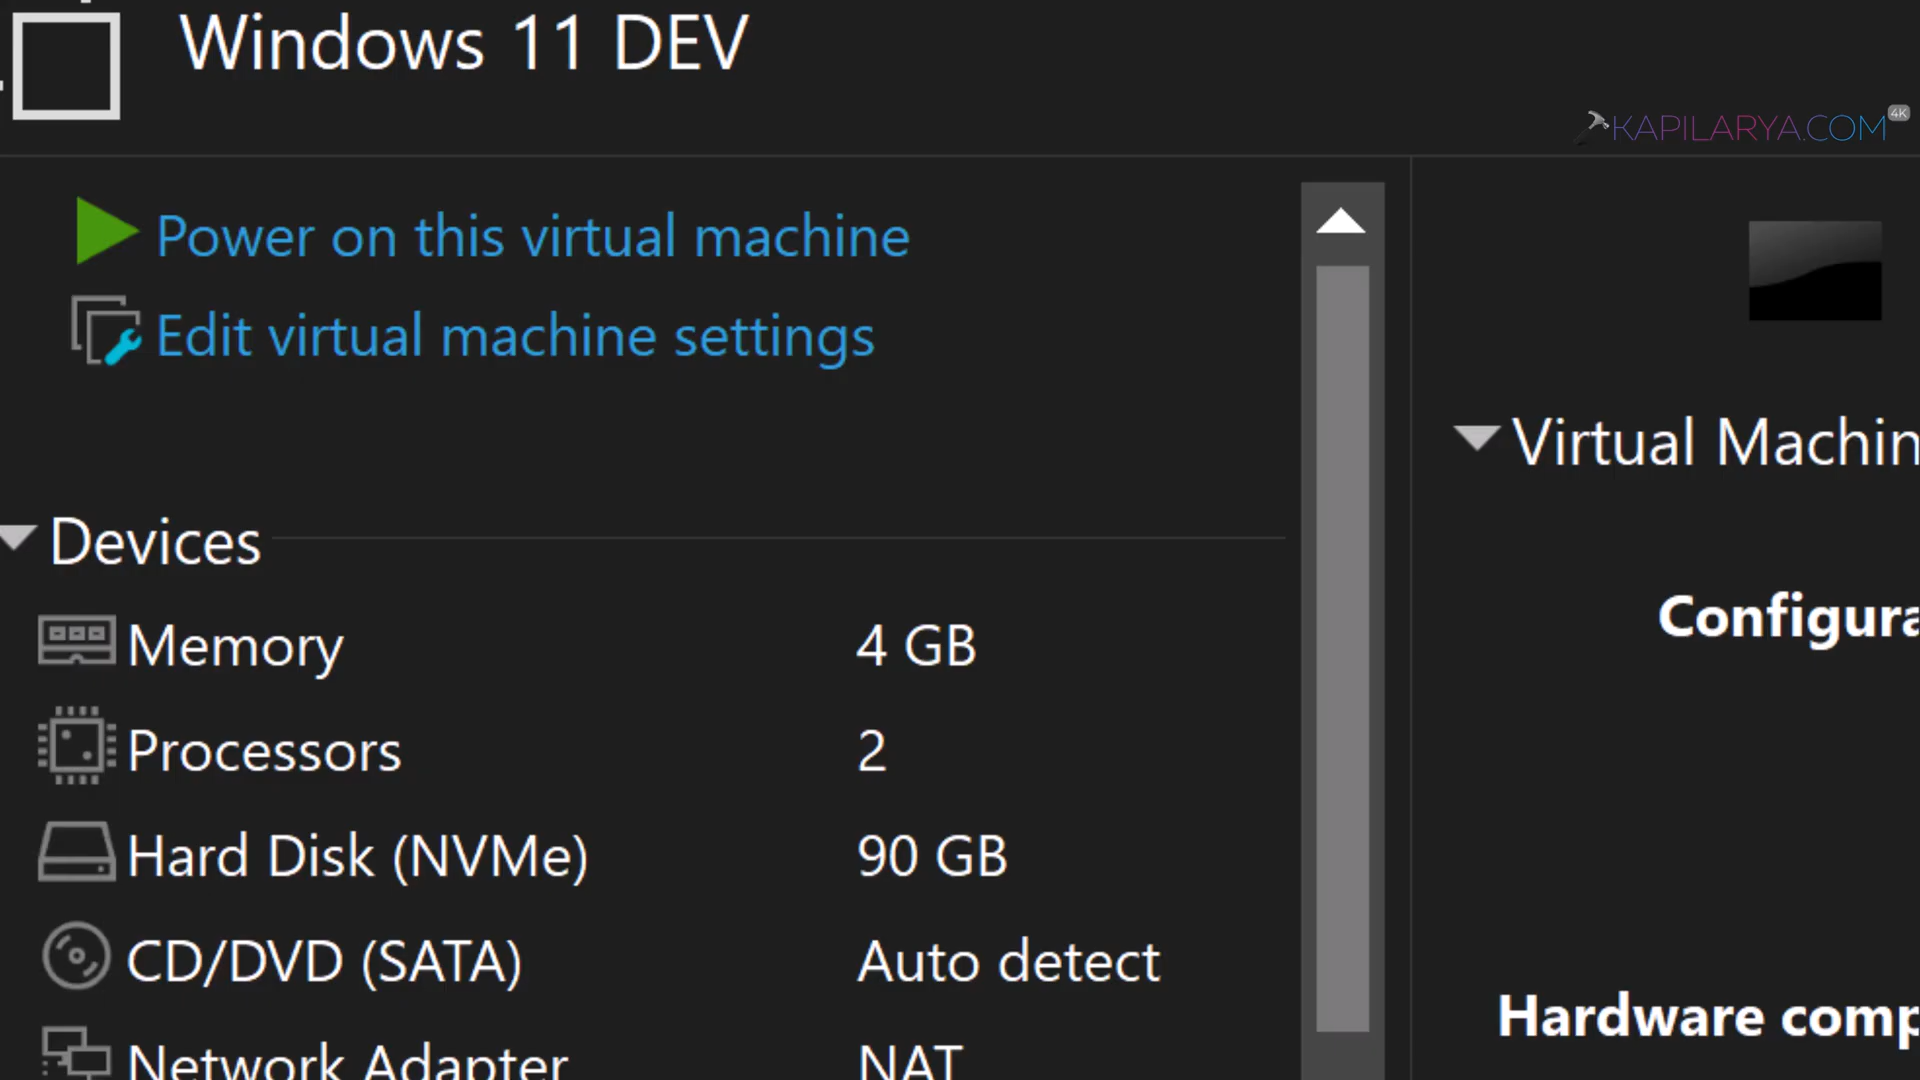 Windows 11 DEV
KAPILARYA.COM 4K
Power on this virtual machine
Edit virtual machine settings
Virtual Machin
Devices
Configura
Memory 4 GB
Processors 2
Hard Disk (NVMe) 90 GB
CD/DVD (SATA) Auto detect
Hardware comp
Network Adapter NAT